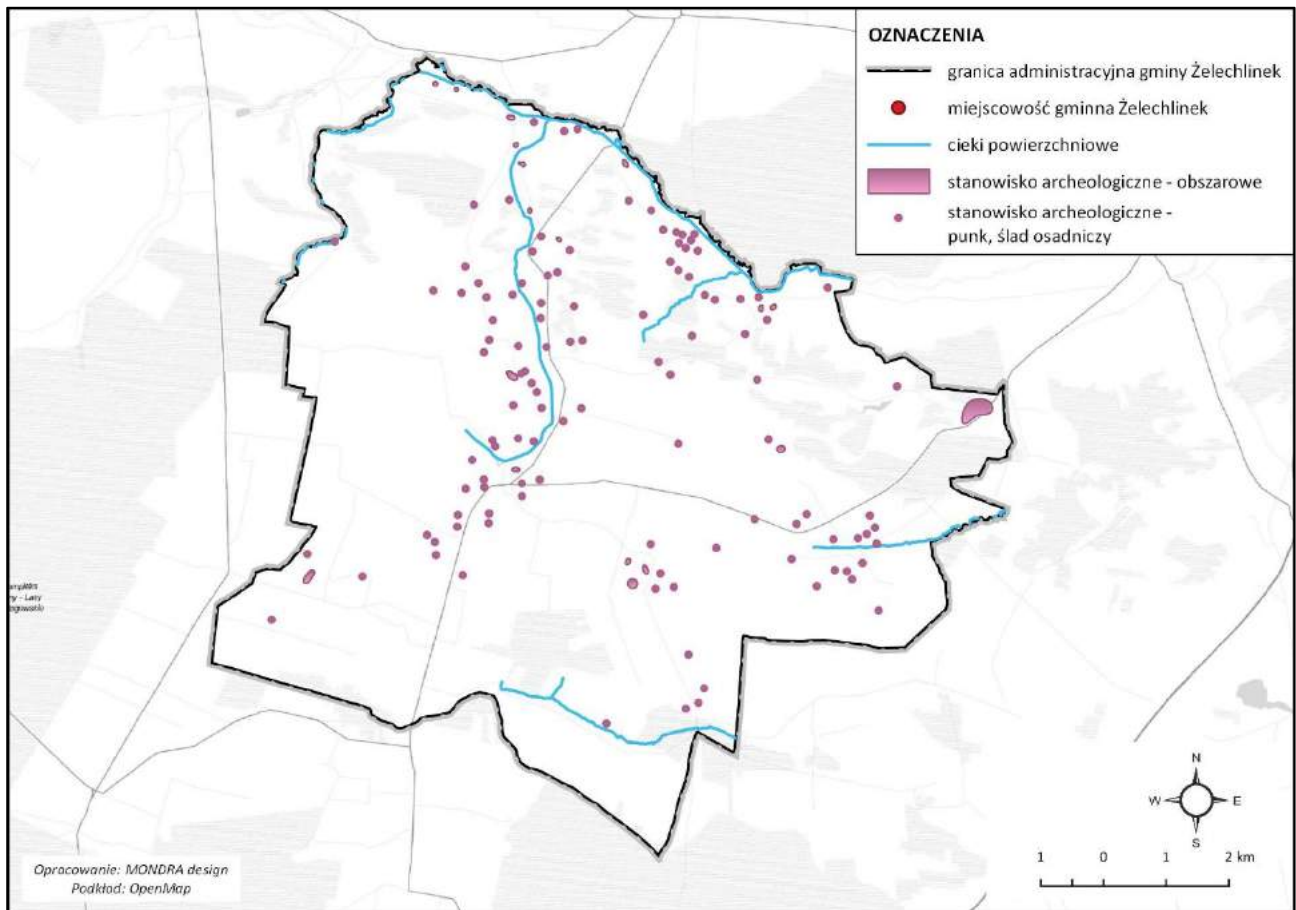 OZNACZENIA
granica administracyjna gminy Żelechlinek
miejscowość gminna Żelechlinek
cieki powierzchniowe
stanowisko archeologiczne - obszarowe
stanowisko archeologiczne -
punk, ślad osadniczy
N
W E
S
1 0 1 2 km
Opracowanie: MONDRA design
Podkład: OpenMap